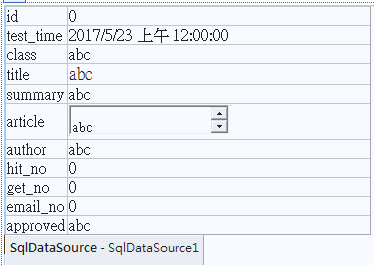 id 0
test_time 2017/5/23 上午 12:00:00
class abc
title abc
summary abc
article abc
author abc
hit_no 0
get_no 0
email_no 0
approved abc
SqlDataSource - SqlDataSource1